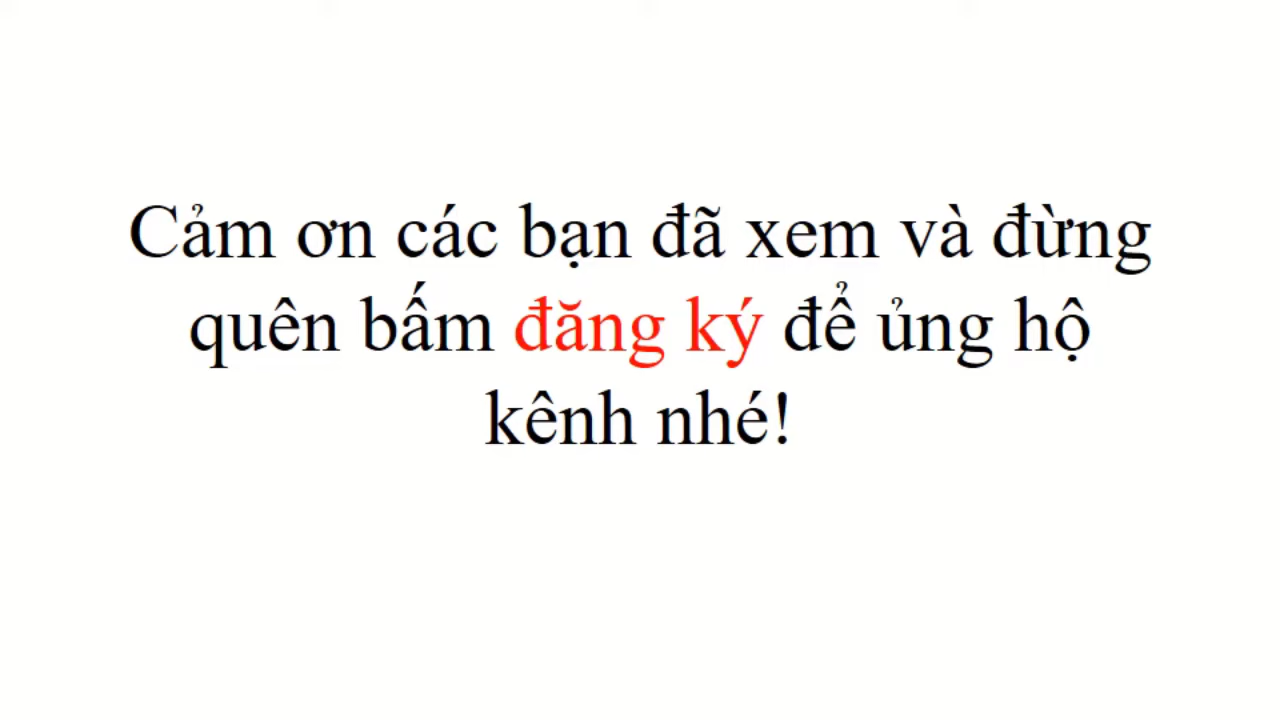 Cảm ơn các bạn đã xem và đừng
quên bấm đăng ký để ủng hộ
kênh nhé!